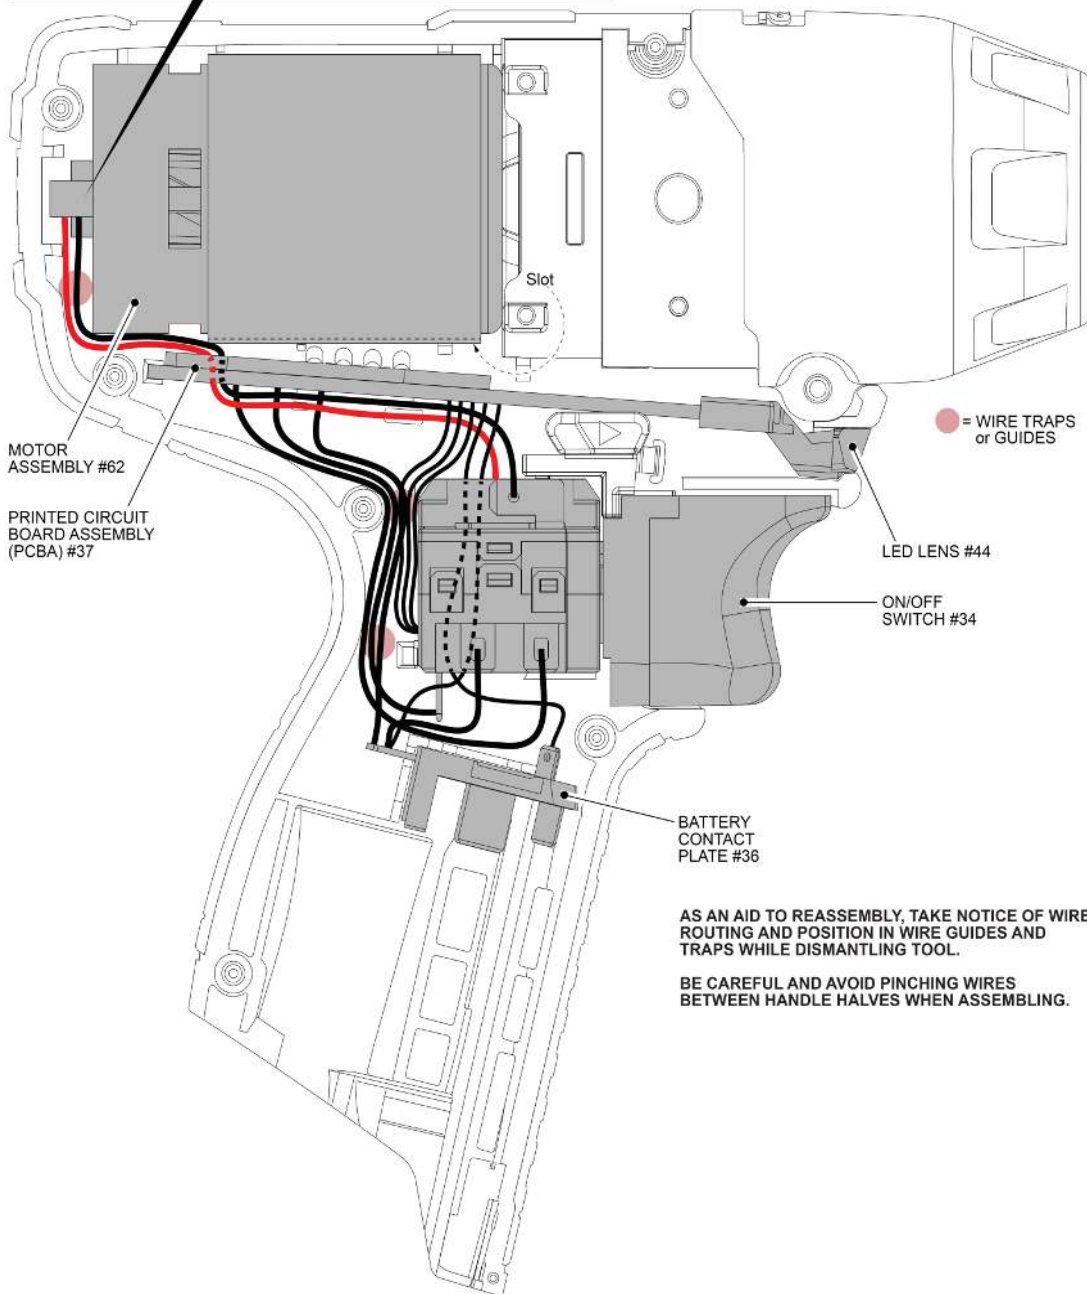 Slot
= WIRE TRAPS
or GUIDES
MOTOR
ASSEMBLY #62
PRINTED CIRCUIT
BOARD ASSEMBLY
(PCBA) #37
LED LENS #44
ON/OFF
SWITCH #34
BATTERY
CONTACT
PLATE #36
AS AN AID TO REASSEMBLY, TAKE NOTICE OF WIRE
ROUTING AND POSITION IN WIRE GUIDES AND
TRAPS WHILE DISMANTLING TOOL.
BE CAREFUL AND AVOID PINCHING WIRES
BETWEEN HANDLE HALVES WHEN ASSEMBLING.